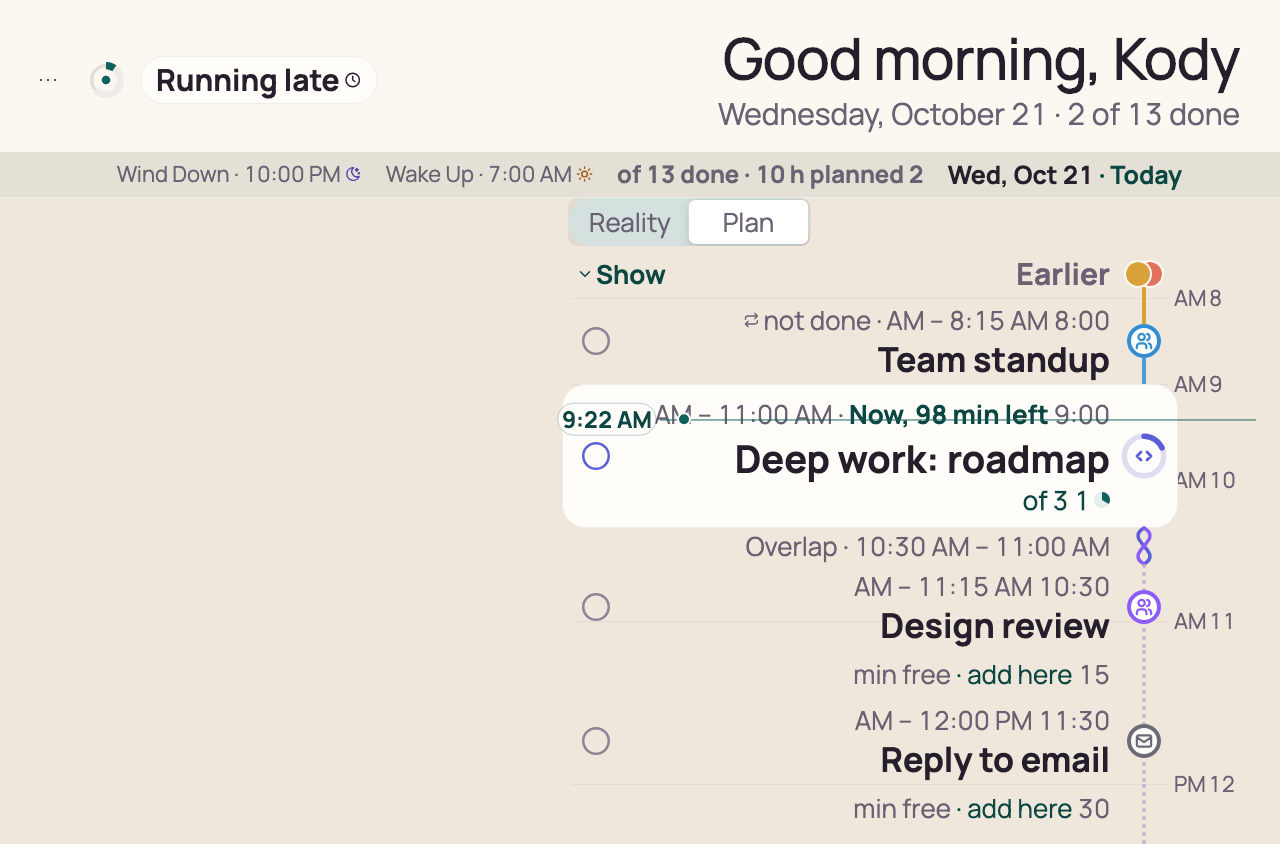 Good morning, Kody
Wednesday, October 21 · 2 of 13 done
Running late
...
Wind Down · 10:00 PM Wake Up · 7:00 AM of 13 done · 10 h planned 2 Wed, Oct 21 · Today
Reality Plan
Show Earlier
AM 8
not done · AM – 8:15 AM 8:00
Team standup
AM 9
9:22 AM AM – 11:00 AM · Now, 98 min left 9:00
Deep work: roadmap
AM 10
of 3 1
Overlap · 10:30 AM – 11:00 AM
AM – 11:15 AM 10:30
Design review
AM 11
min free · add here 15
AM – 12:00 PM 11:30
Reply to email
PM 12
min free · add here 30